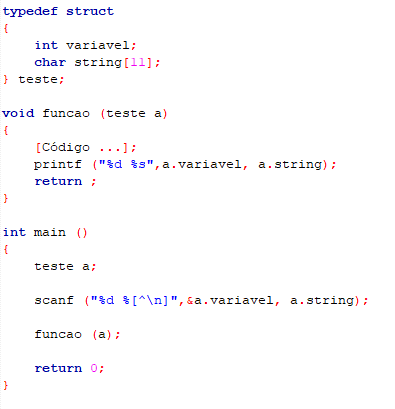 typedef struct
{
    int variavel;
    char string[11];
} teste;

void funcao (teste a)
{
    [Código ...];
    printf ("%d %s",a.variavel, a.string);
    return ;
}

int main ()
{
    teste a;

    scanf ("%d %[^\n]",&a.variavel, a.string);

    funcao (a);

    return 0;
}